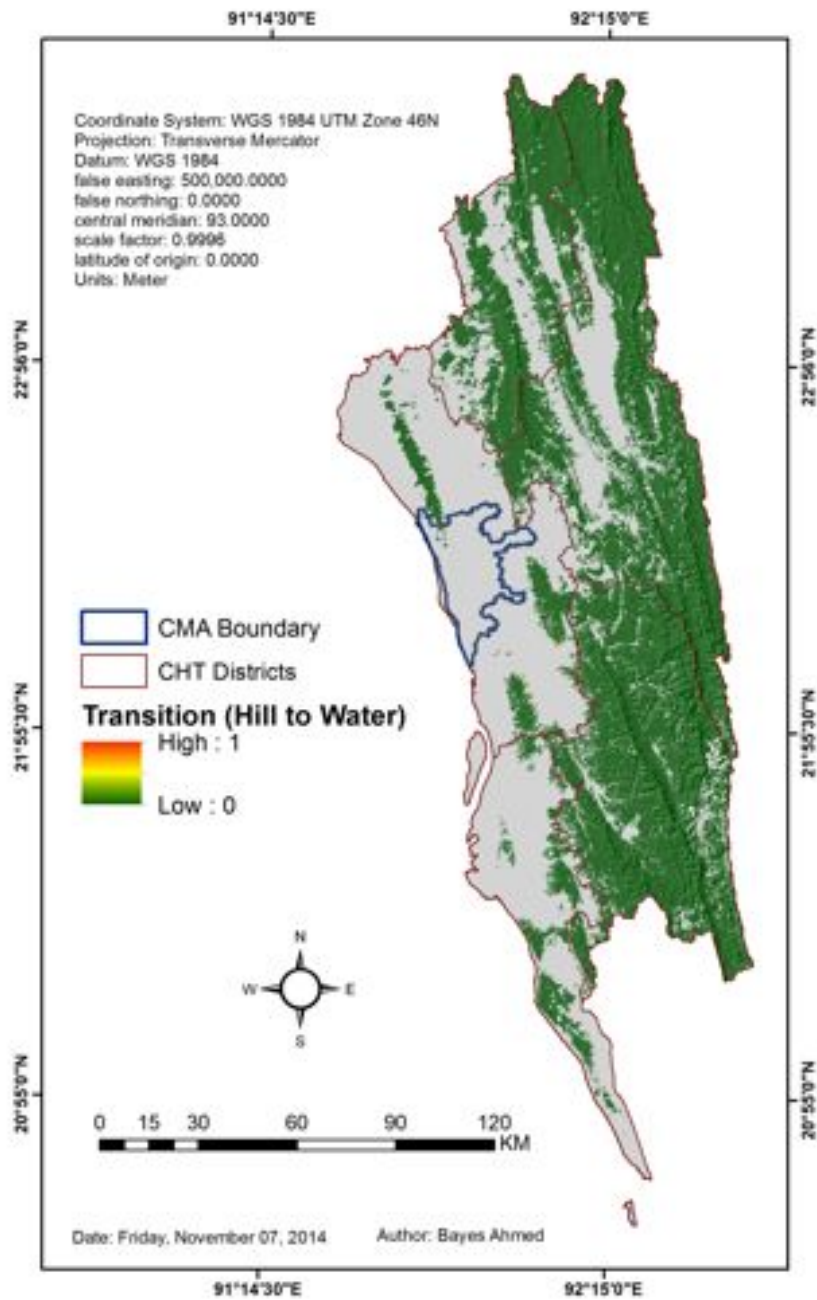 91°14'30"E 92°15'0"E
Coordinate System: WGS 1984 UTM Zone 46N
Projection: Transverse Mercator
Datum: WGS 1984
false easting: 500,000.0000
false northing: 0.0000
central meridian: 93.0000
scale factor: 0.9996
latitude of origin: 0.0000
Units: Meter
22°56'0"N 22°56'0"N
CMA Boundary
CHT Districts
Transition (Hill to Water)
High : 1
Low : 0
21°55'30"N 21°55'30"N
N
W E
S
20°55'0"N 20°55'0"N
0 15 30 60 90 120
KM
Date: Friday, November 07, 2014 Author: Bayes Ahmed
91°14'30"E 92°15'0"E